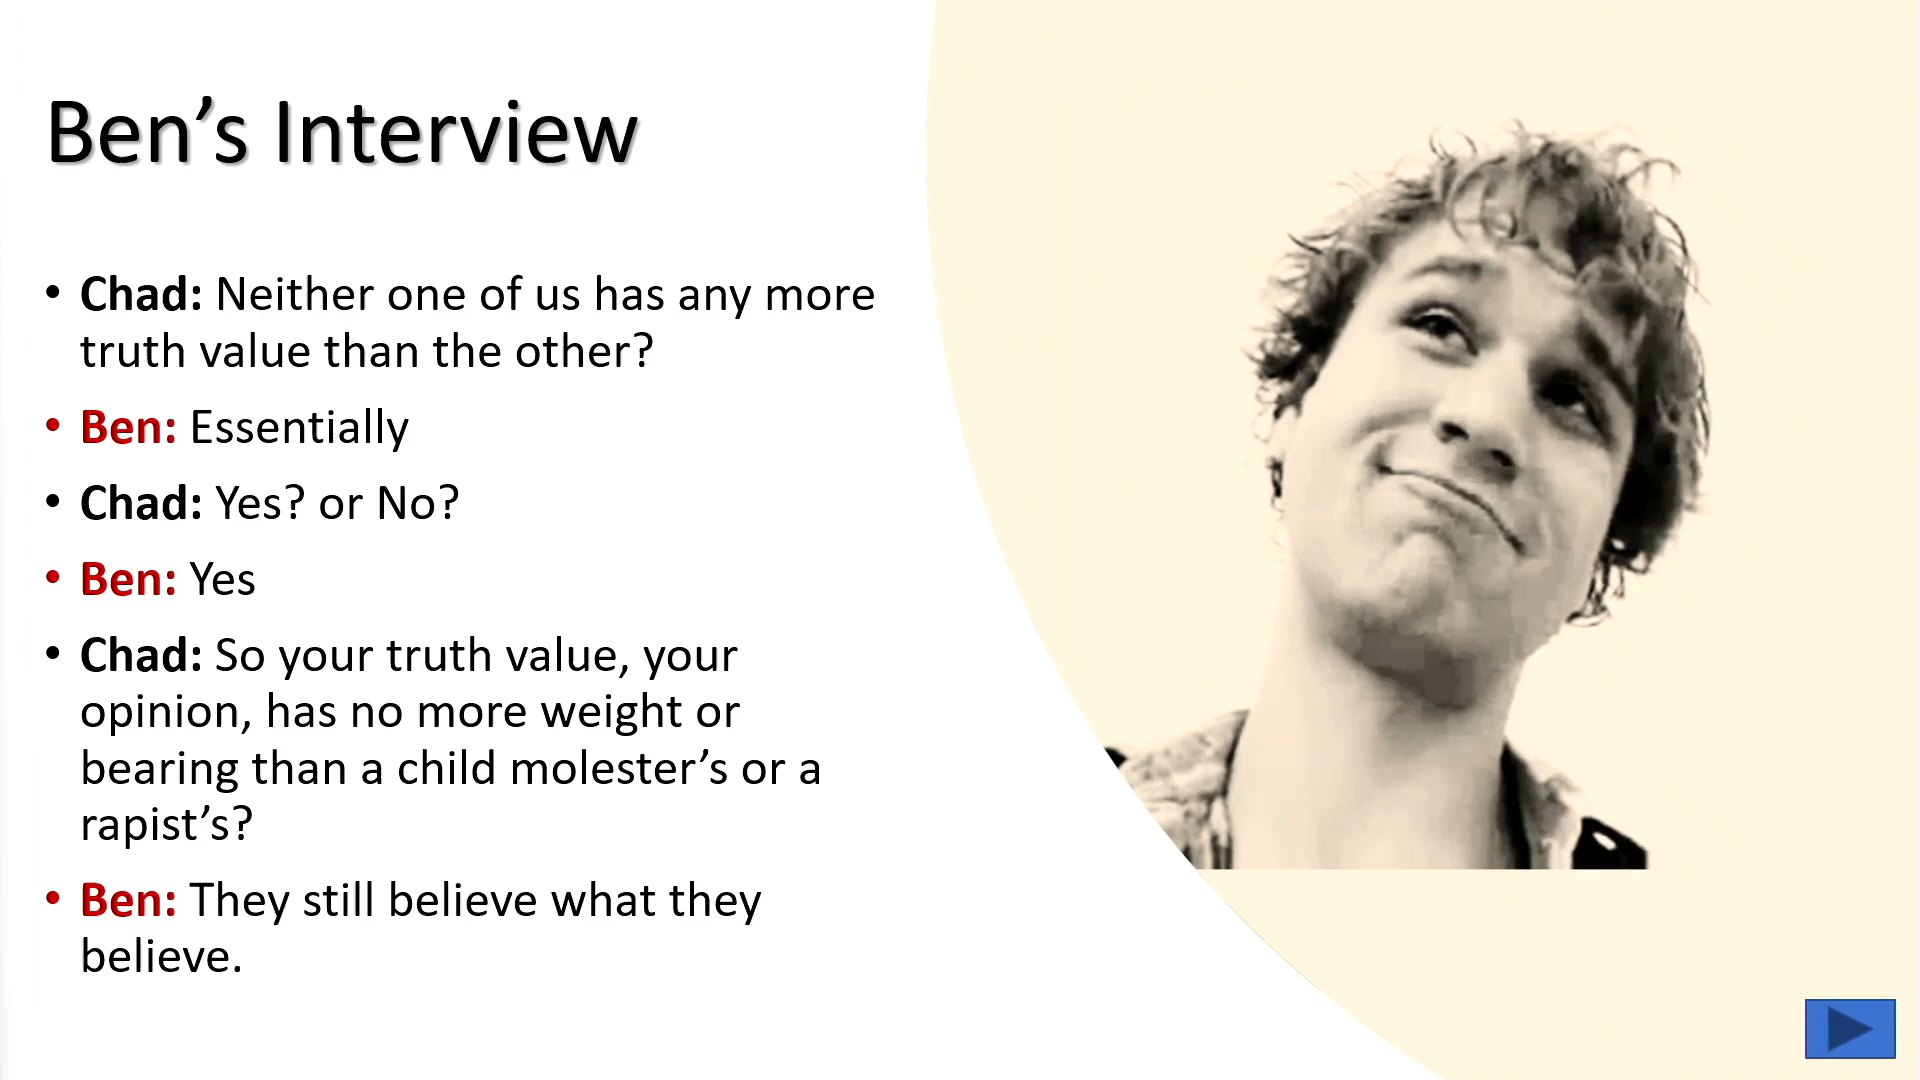 Ben’s Interview
• Chad: Neither one of us has any more
truth value than the other?
• Ben: Essentially
• Chad: Yes? or No?
• Ben: Yes
• Chad: So your truth value, your
opinion, has no more weight or
bearing than a child molester’s or a
rapist’s?
• Ben: They still believe what they
believe.